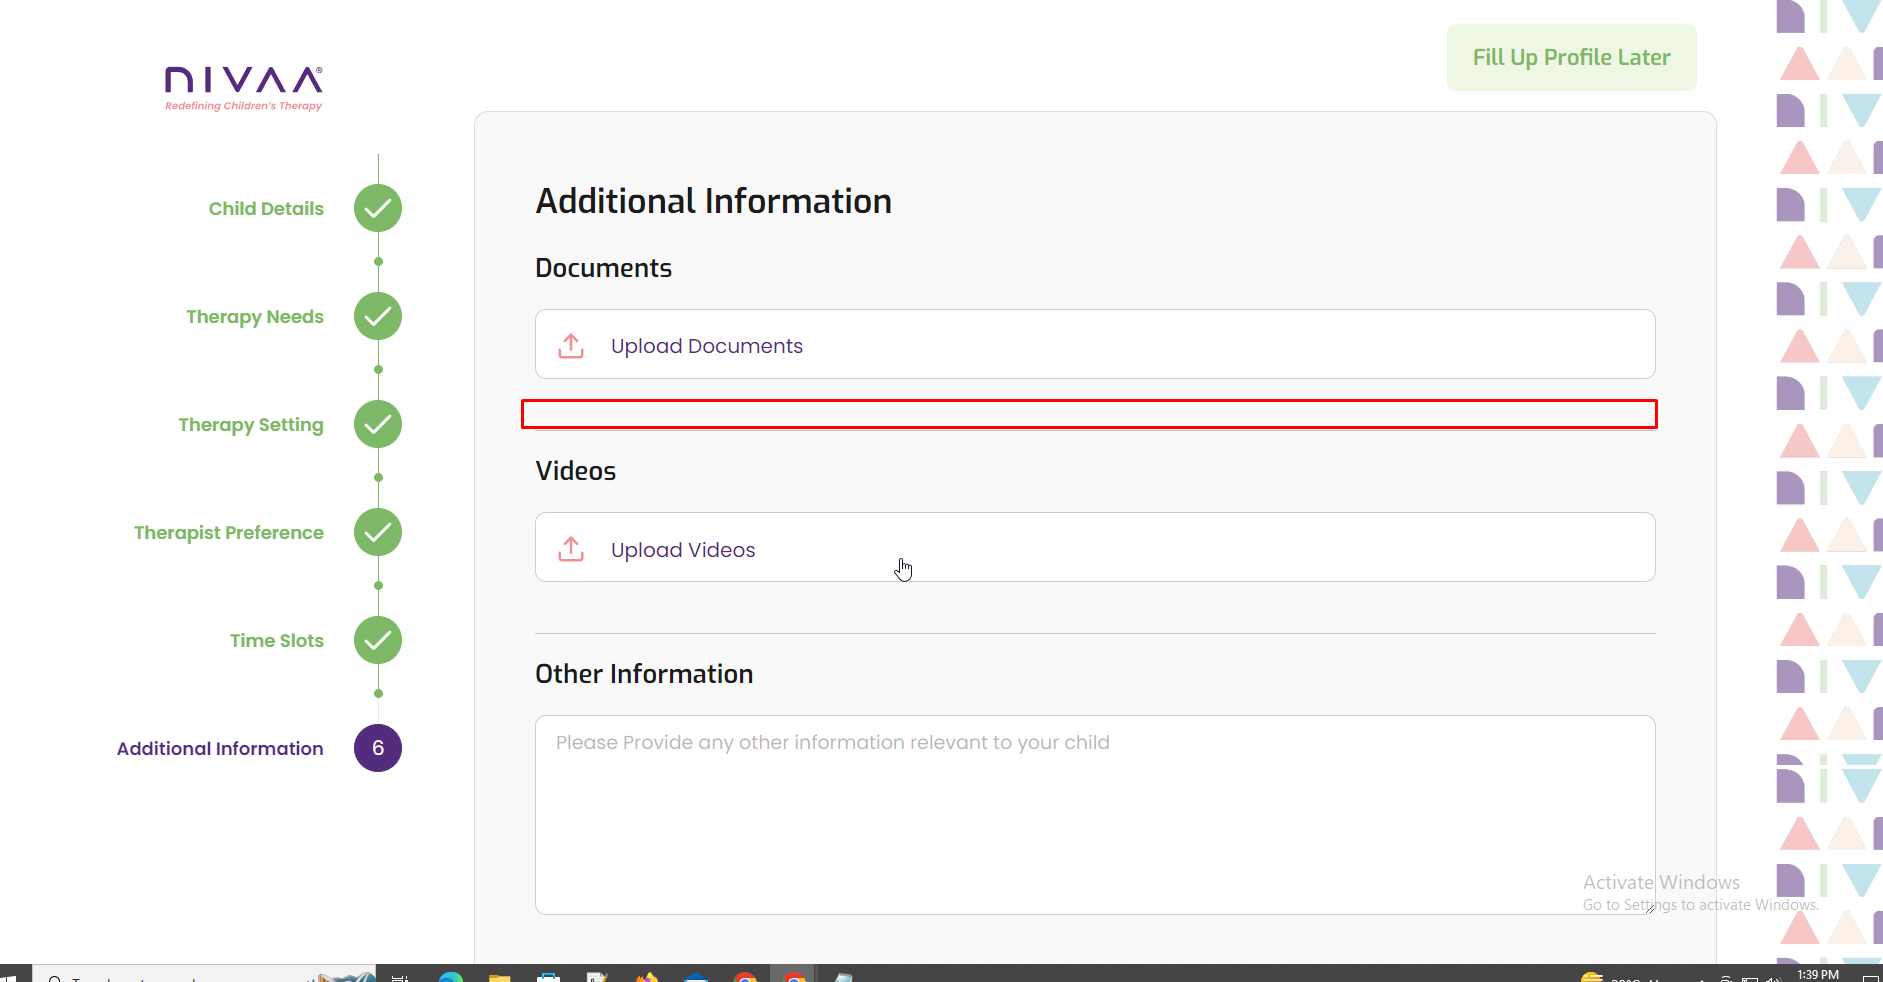 Fill Up Profile Later
NIVAA®
Redefining Children's Therapy
Child Details
Therapy Needs
Therapy Setting
Therapist Preference
Time Slots
Additional Information
6
Additional Information
Documents
Upload Documents
Videos
Upload Videos
Other Information
Please Provide any other information relevant to your child
Activate Windows
Go to Settings to activate Windows.
1:39 PM